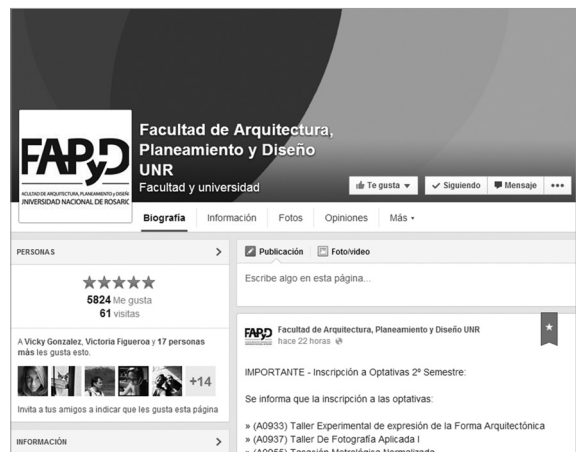 FAPyD
FACULTAD DE ARQUITECTURA, PLANEAMIENTO y DISEÑO
UNIVERSIDAD NACIONAL DE ROSARIO
Facultad de Arquitectura,
Planeamiento y Diseño
UNR
Facultad y universidad
Te gusta
Siguiendo
Mensaje
Biografía
Información
Fotos
Opiniones
Más
PERSONAS
5824 Me gusta
61 visitas
A Vicky Gonzalez, Victoria Figueroa y 17 personas
más les gusta esto.
+14
Invita a tus amigos a indicar que les gusta esta página
INFORMACIÓN
Publicación
Foto/video
Escribe algo en esta página...
FAPyD
Facultad de Arquitectura, Planeamiento y Diseño UNR
hace 22 horas
IMPORTANTE - Inscripción a Optativas 2º Semestre:
Se informa que la inscripción a las optativas:
» (A0933) Taller Experimental de expresión de la Forma Arquitectónica
» (A0937) Taller De Fotografía Aplicada I